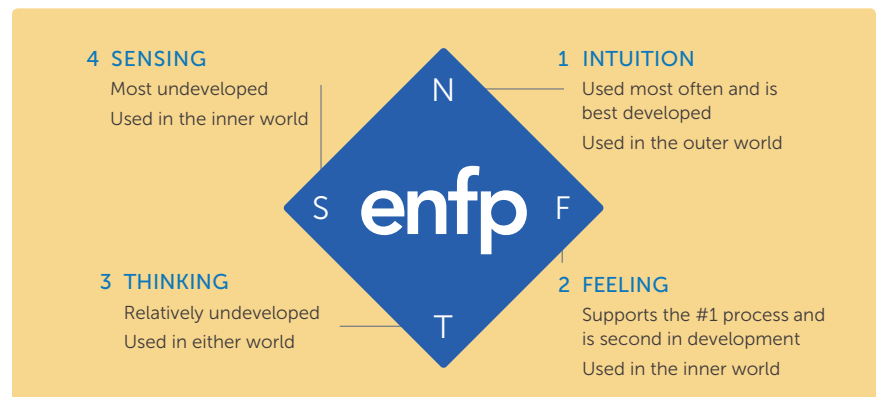 4 SENSING
Most undeveloped
Used in the inner world
1 INTUITION
Used most often and is
best developed
Used in the outer world
N
S
enfp
F
T
3 THINKING
Relatively undeveloped
Used in either world
2 FEELING
Supports the #1 process and
is second in development
Used in the inner world